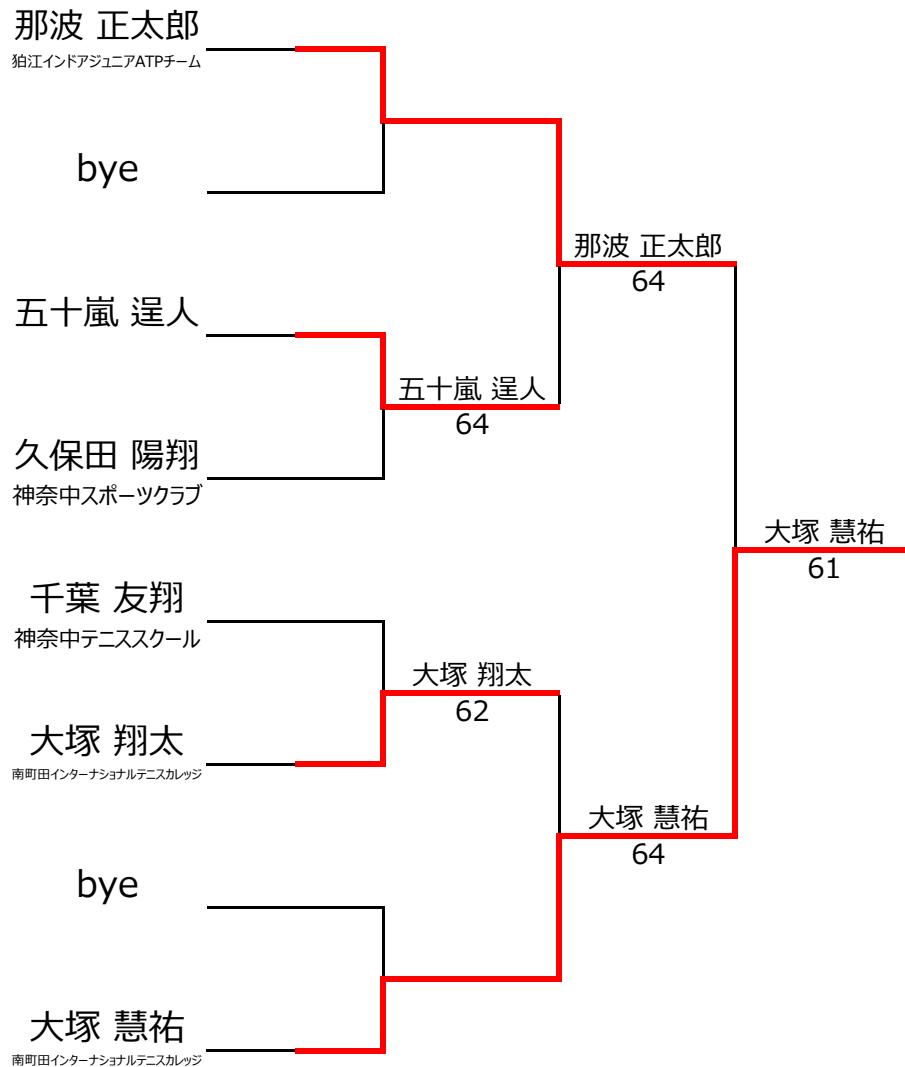 那波 正太郎
狛江インドアジュニアATPチーム
bye
那波 正太郎
64
五十嵐 逞人
五十嵐 逞人
64
久保田 陽翔
神奈中スポーツクラブ
大塚 慧祐
61
千葉 友翔
神奈中テニススクール
大塚 翔太
62
大塚 翔太
南町田インターナショナルテニスカレッジ
大塚 慧祐
64
bye
大塚 慧祐
南町田インターナショナルテニスカレッジ